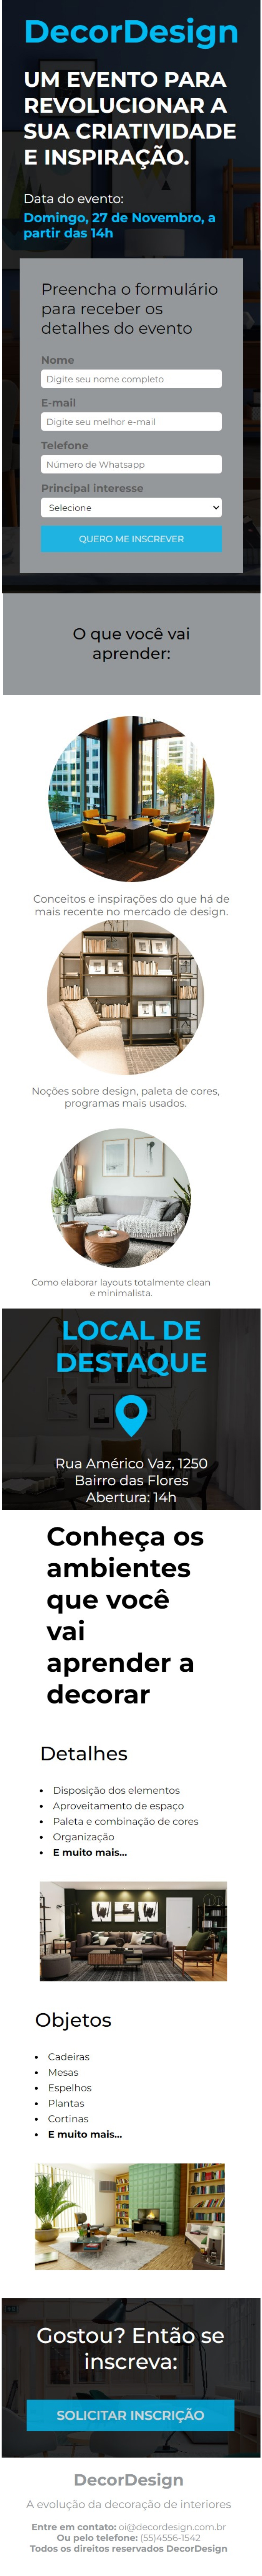 DecorDesign
UM EVENTO PARA
REVOLUCIONAR A
SUA CRIATIVIDADE
E INSPIRAÇÃO.
Data do evento:
Domingo, 27 de Novembro, a
partir das 14h
Preencha o formulário
para receber os
detalhes do evento
Nome
Digite seu nome completo
E-mail
Digite seu melhor e-mail
Telefone
Número de Whatsapp
Principal interesse
Selecione
QUERO ME INSCREVER
O que você vai
aprender:
Conceitos e inspirações do que há de
mais recente no mercado de design.
Noções sobre design, paleta de cores,
programas mais usados.
Como elaborar layouts totalmente clean
e minimalista.
LOCAL DE
DESTAQUE
Rua Américo Vaz, 1250
Bairro das Flores
Abertura: 14h
Conheça os
ambientes
que você
vai
aprender a
decorar
Detalhes
• Disposição dos elementos
• Aproveitamento de espaço
• Paleta e combinação de cores
• Organização
• E muito mais...
Objetos
• Cadeiras
• Mesas
• Espelhos
• Plantas
• Cortinas
• E muito mais...
Gostou? Então se
inscreva:
SOLICITAR INSCRIÇÃO
DecorDesign
A evolução da decoração de interiores
Entre em contato: oi@decordesign.com.br
Ou pelo telefone: (55)4556-1542
Todos os direitos reservados DecorDesign